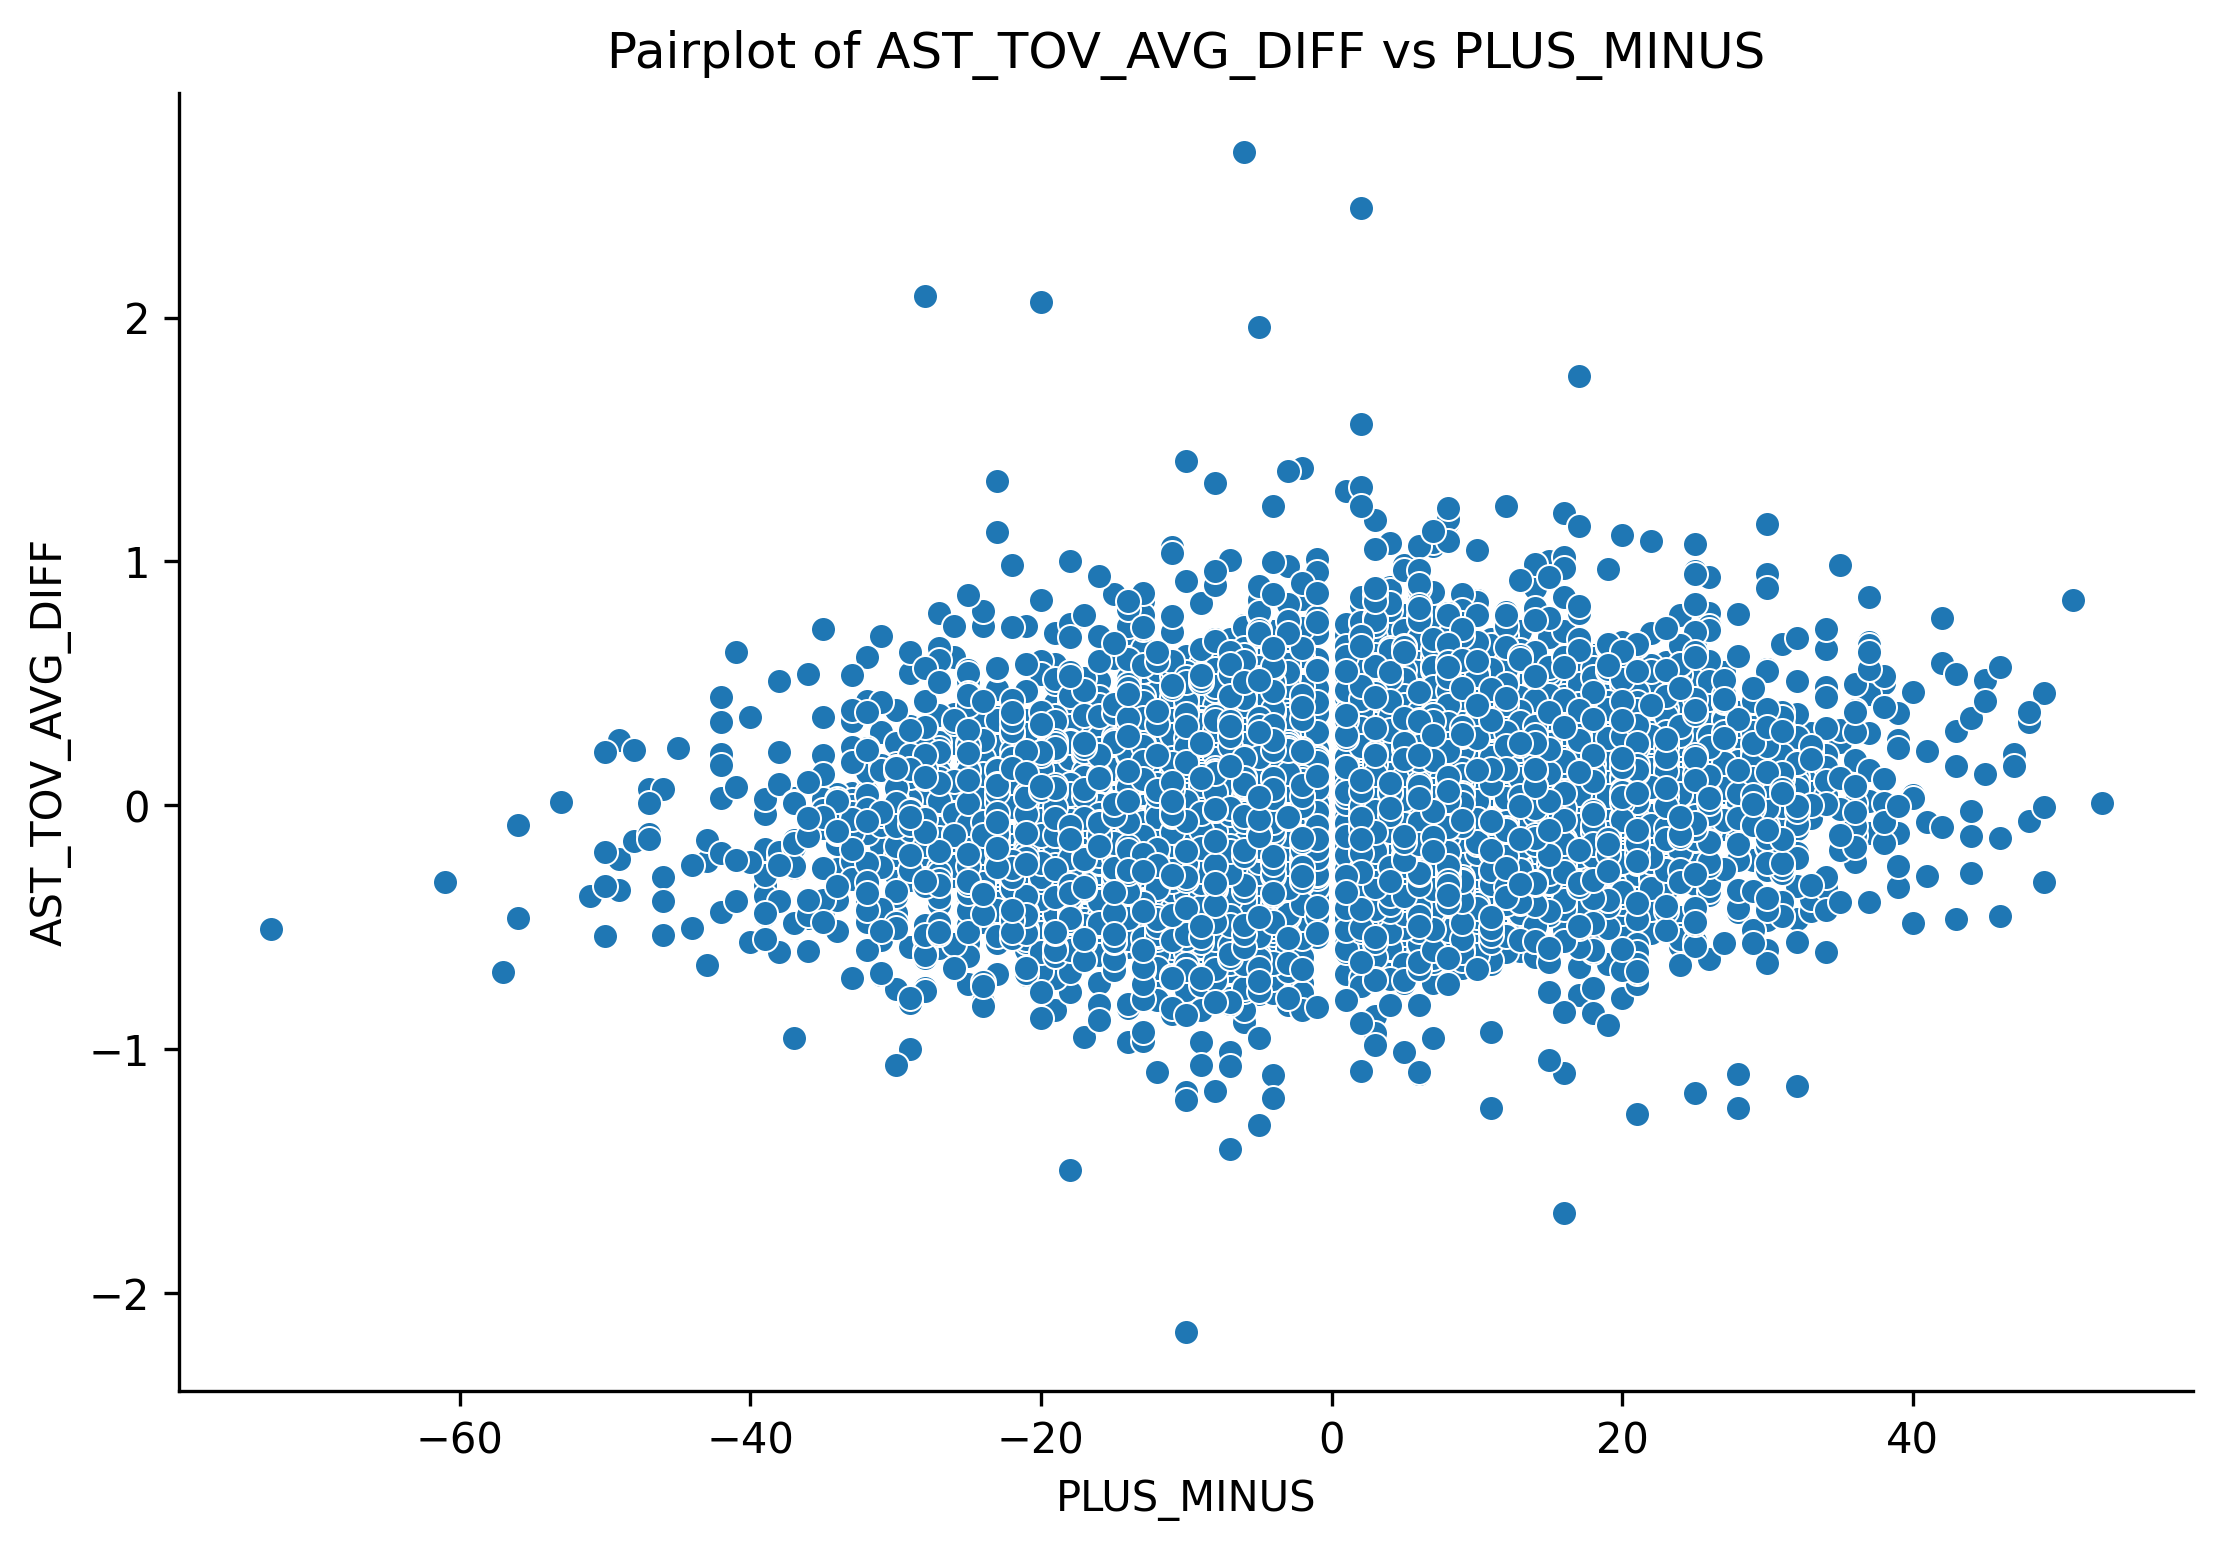 Pairplot of AST_TOV_AVG_DIFF vs PLUS_MINUS
AST_TOV_AVG_DIFF
2
1
0
−1
−2
−60 −40 −20 0 20 40
PLUS_MINUS